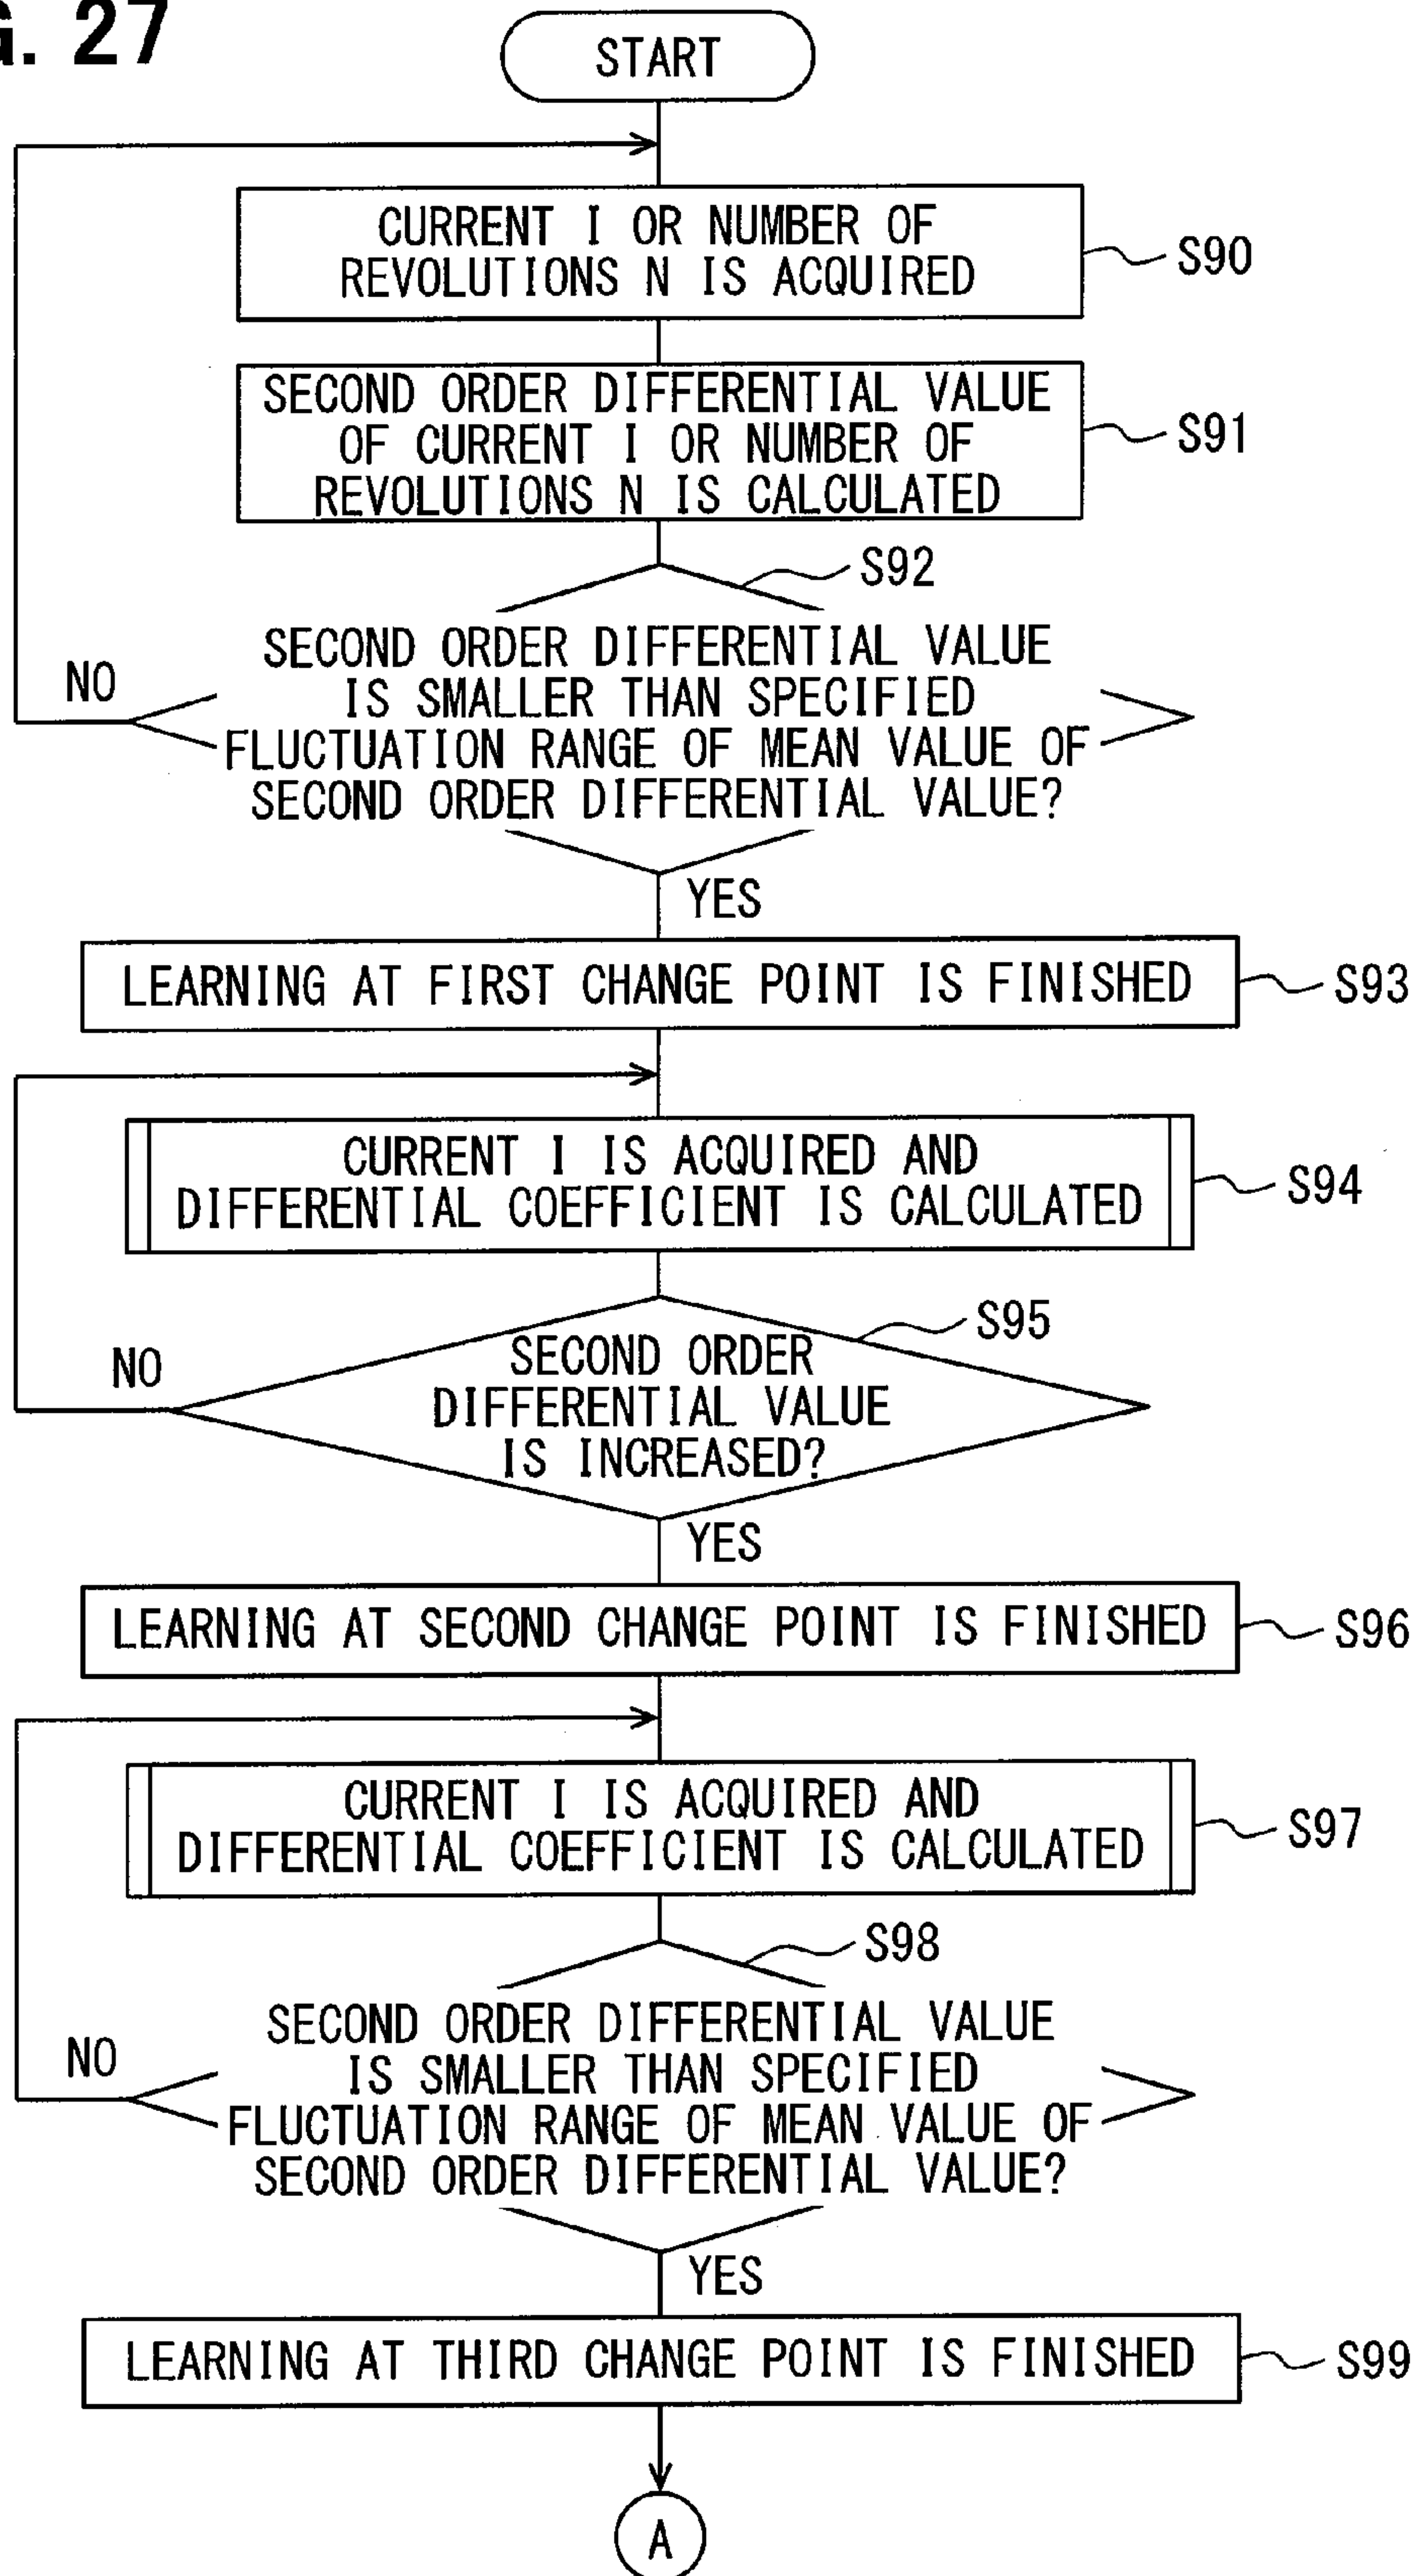 G. 27
START
CURRENT I OR NUMBER OF
REVOLUTIONS N IS ACQUIRED
S90
SECOND ORDER DIFFERENTIAL VALUE
OF CURRENT I OR NUMBER OF
REVOLUTIONS N IS CALCULATED
S91
S92
SECOND ORDER DIFFERENTIAL VALUE
IS SMALLER THAN SPECIFIED
FLUCTUATION RANGE OF MEAN VALUE OF
SECOND ORDER DIFFERENTIAL VALUE?
NO
YES
LEARNING AT FIRST CHANGE POINT IS FINISHED
S93
CURRENT I IS ACQUIRED AND
DIFFERENTIAL COEFFICIENT IS CALCULATED
S94
S95
SECOND ORDER
DIFFERENTIAL VALUE
IS INCREASED?
NO
YES
LEARNING AT SECOND CHANGE POINT IS FINISHED
S96
CURRENT I IS ACQUIRED AND
DIFFERENTIAL COEFFICIENT IS CALCULATED
S97
S98
SECOND ORDER DIFFERENTIAL VALUE
IS SMALLER THAN SPECIFIED
FLUCTUATION RANGE OF MEAN VALUE OF
SECOND ORDER DIFFERENTIAL VALUE?
NO
YES
LEARNING AT THIRD CHANGE POINT IS FINISHED
S99
A